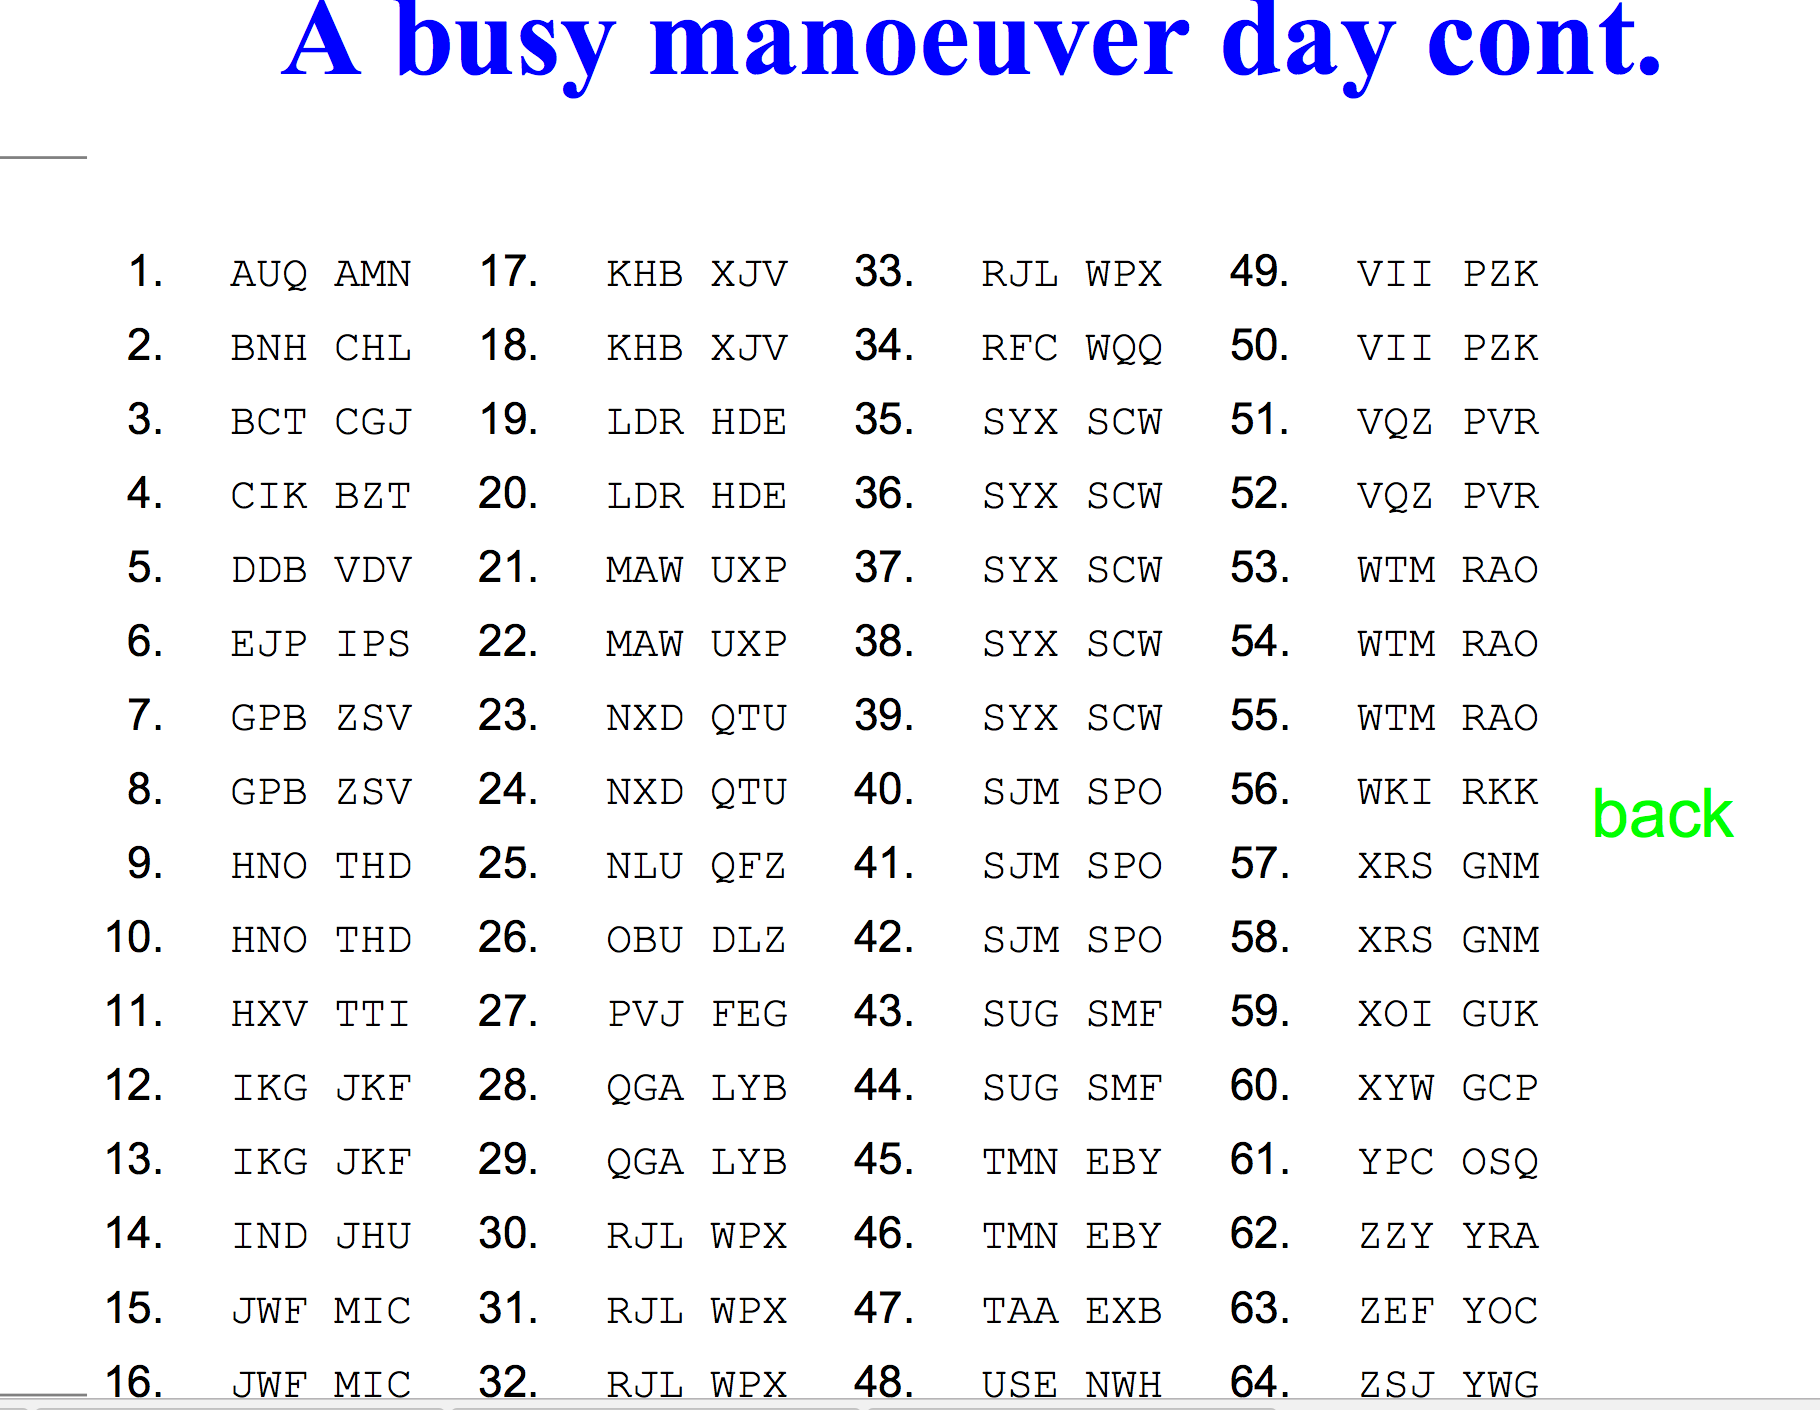 A busy manoeuver day cont.
1. AUQ AMN 17. KHB XJV 33. RJL WPX 49. VII PZK
2. BNH CHL 18. KHB XJV 34. RFC WQQ 50. VII PZK
3. BCT CGJ 19. LDR HDE 35. SYX SCW 51. VQZ PVR
4. CIK BZT 20. LDR HDE 36. SYX SCW 52. VQZ PVR
5. DDB VDV 21. MAW UXP 37. SYX SCW 53. WTM RAO
6. EJP IPS 22. MAW UXP 38. SYX SCW 54. WTM RAO
7. GPB ZSV 23. NXD QTU 39. SYX SCW 55. WTM RAO
8. GPB ZSV 24. NXD QTU 40. SJM SPO 56. WKI RKK
back
9. HNO THD 25. NLU QFZ 41. SJM SPO 57. XRS GNM
10. HNO THD 26. OBU DLZ 42. SJM SPO 58. XRS GNM
11. HXV TTI 27. PVJ FEG 43. SUG SMF 59. XOI GUK
12. IKG JKF 28. QGA LYB 44. SUG SMF 60. XYW GCP
13. IKG JKF 29. QGA LYB 45. TMN EBY 61. YPC OSQ
14. IND JHU 30. RJL WPX 46. TMN EBY 62. ZZY YRA
15. JWF MIC 31. RJL WPX 47. TAA EXB 63. ZEF YOC
16. JWF MIC 32. RJL WPX 48. USE NWH 64. ZSJ YWG